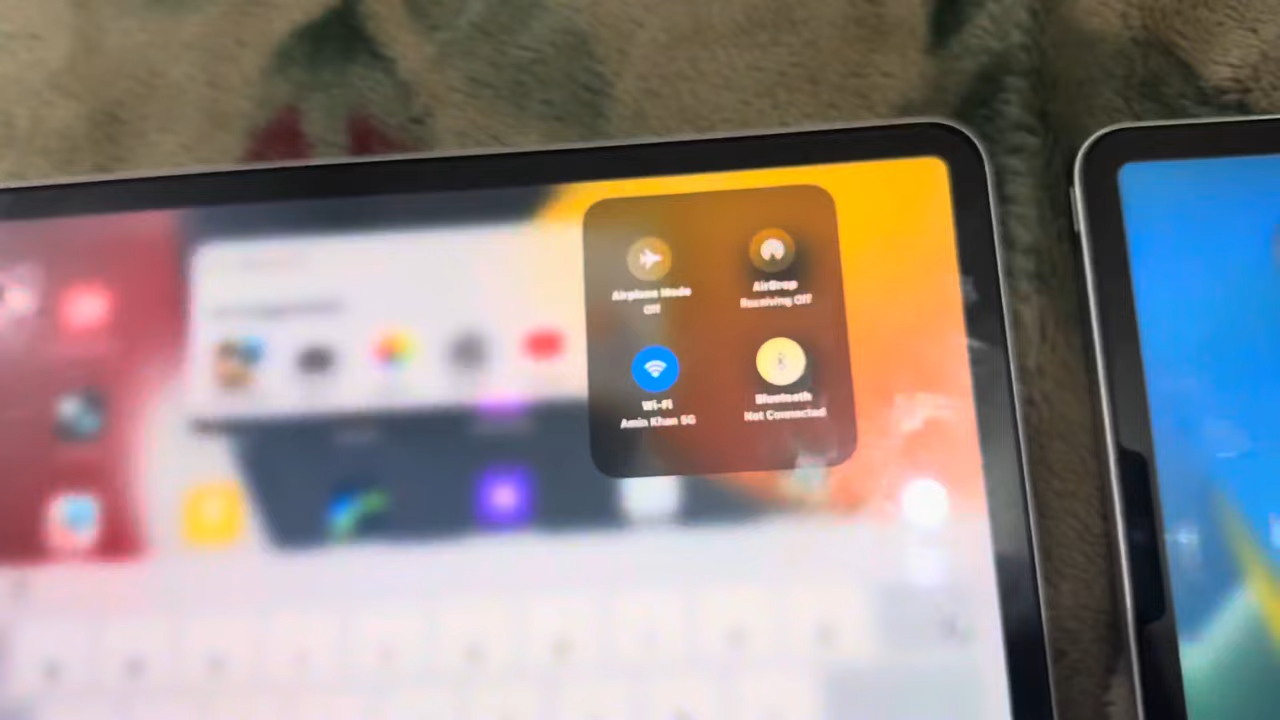 Airplane Mode
Off
AirDrop
Receiving Off
Wi-Fi
Amin Khan 5G
Bluetooth
Not Connected